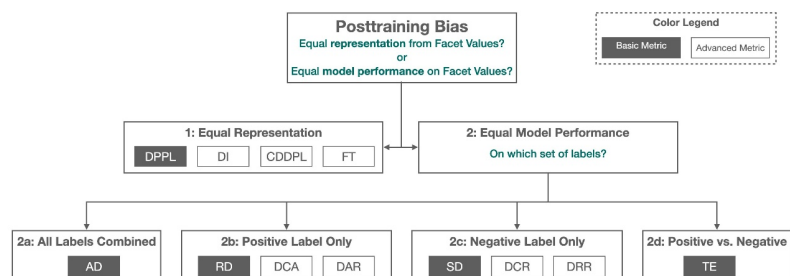 Posttraining Bias
Equal representation from Facet Values?
or
Equal model performance on Facet Values?
Color Legend
Basic Metric
Advanced Metric
1: Equal Representation
DPPL
DI
CDDPL
FT
2: Equal Model Performance
On which set of labels?
2a: All Labels Combined
AD
2b: Positive Label Only
RD
DCA
DAR
2c: Negative Label Only
SD
DCR
DRR
2d: Positive vs. Negative
TE